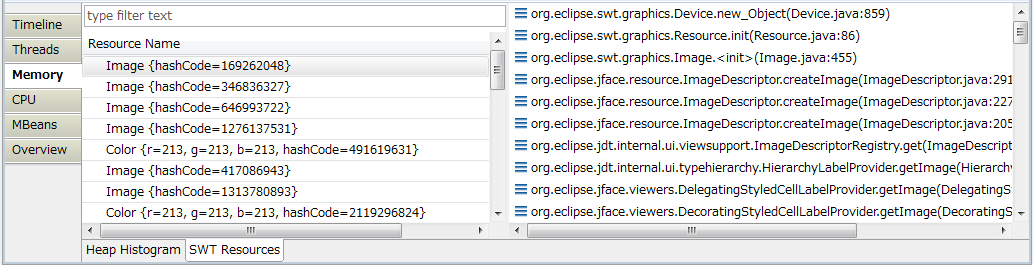 Timeline
Threads
Memory
CPU
MBeans
Overview
type filter text
Resource Name
Image {hashCode=169262048}
Image {hashCode=346836327}
Image {hashCode=646993722}
Image {hashCode=1276137531}
Color {r=213, g=213, b=213, hashCode=491619631}
Image {hashCode=417086943}
Image {hashCode=1313780893}
Color {r=213, g=213, b=213, hashCode=2119296824}
Heap Histogram
SWT Resources
org.eclipse.swt.graphics.Device.new_Object(Device.java:859)
org.eclipse.swt.graphics.Resource.init(Resource.java:86)
org.eclipse.swt.graphics.Image.<init>(Image.java:455)
org.eclipse.jface.resource.ImageDescriptor.createImage(ImageDescriptor.java:291
org.eclipse.jface.resource.ImageDescriptor.createImage(ImageDescriptor.java:227
org.eclipse.jface.resource.ImageDescriptor.createImage(ImageDescriptor.java:205
org.eclipse.jdt.internal.ui.viewsupport.ImageDescriptorRegistry.get(ImageDescript
org.eclipse.jdt.internal.ui.typehierarchy.HierarchyLabelProvider.getImage(Hierarch
org.eclipse.jface.viewers.DelegatingStyledCellLabelProvider.getImage(DelegatingSt
org.eclipse.jface.viewers.DecoratingStyledCellLabelProvider.getImage(DecoratingS